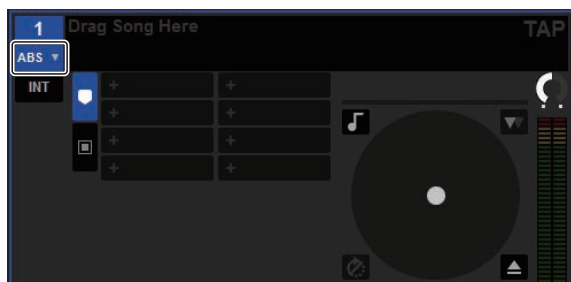 1 Drag Song Here TAP
ABS ▼
INT
+ +
+ +
+ +
+ +